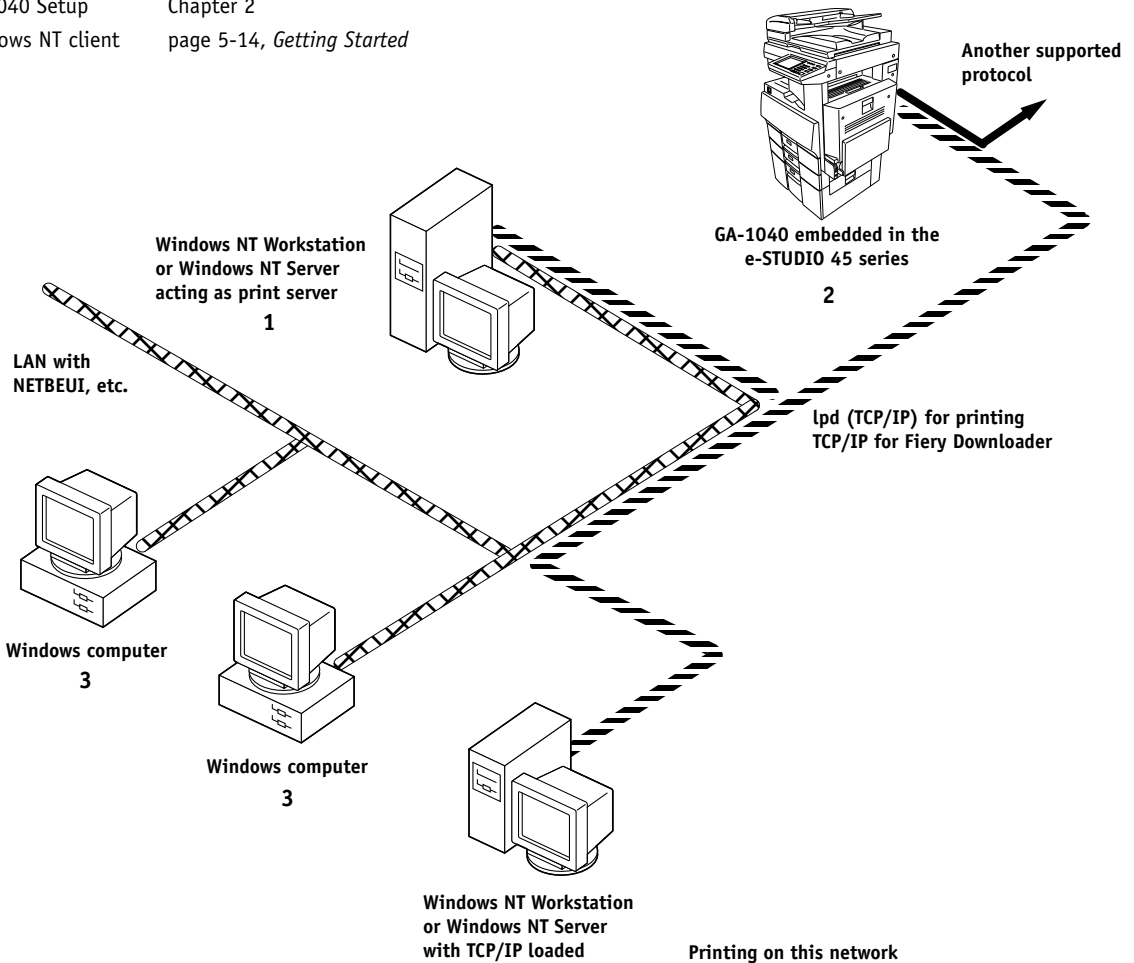 040 Setup Chapter 2
ows NT client page 5-14, Getting Started
Another supported
protocol
GA-1040 embedded in the
e-STUDIO 45 series
2
Windows NT Workstation
or Windows NT Server
acting as print server
1
LAN with
NETBEUI, etc.
lpd (TCP/IP) for printing
TCP/IP for Fiery Downloader
Windows computer
3
Windows computer
3
Windows NT Workstation
or Windows NT Server
with TCP/IP loaded
Printing on this network